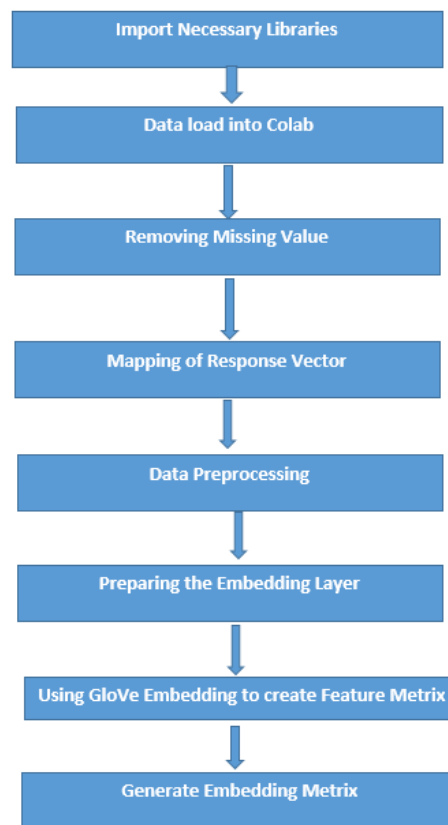 Import Necessary Libraries
Data load into Colab
Removing Missing Value
Mapping of Response Vector
Data Preprocessing
Preparing the Embedding Layer
Using GloVe Embedding to create Feature Metrix
Generate Embedding Metrix